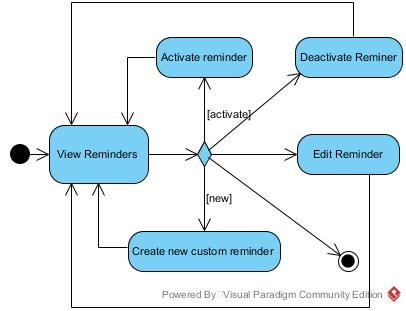 Activate reminder
Deactivate Reminer
[activate]
View Reminders
Edit Reminder
[new]
Create new custom reminder
Powered By Visual Paradigm Community Edition